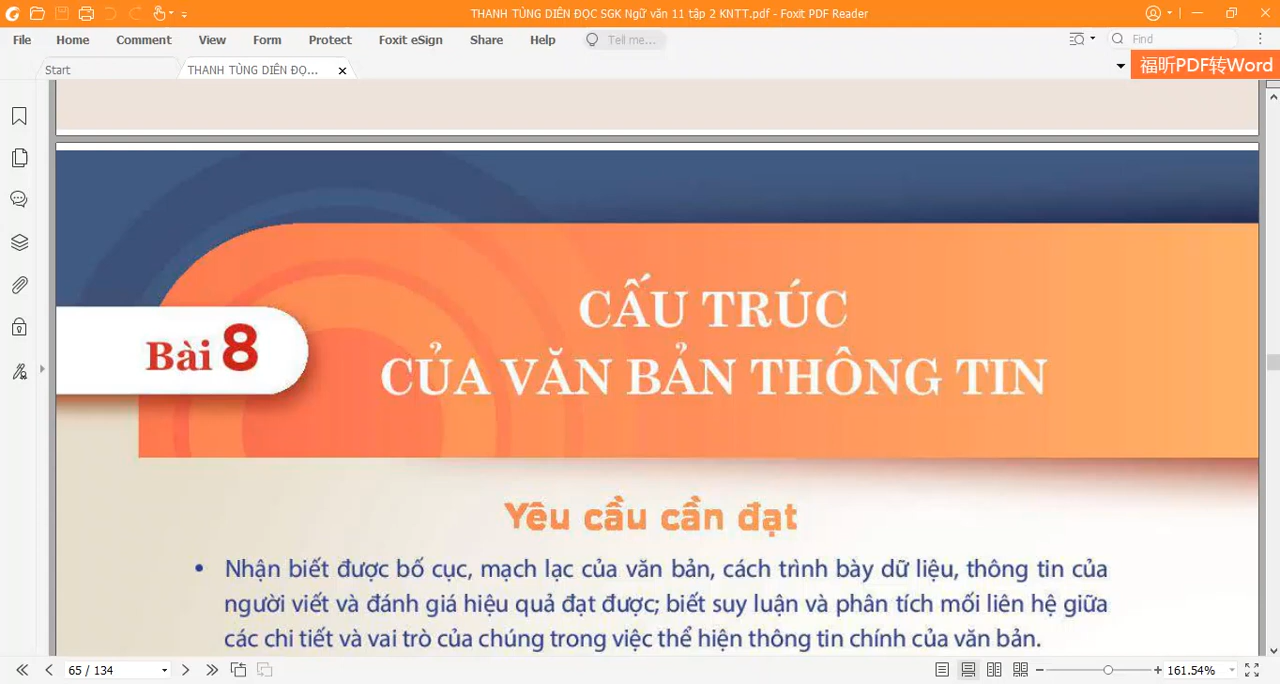 THANH TÙNG DIÊN ĐỌC SGK Ngữ văn 11 tập 2 KNTT.pdf - Foxit PDF Reader
File Home Comment View Form Protect Foxit eSign Share Help Tell me... Find
Start THANH TÙNG DIÊN ĐỌ... 福昕PDF转Word
CẤU TRÚC
CỦA VĂN BẢN THÔNG TIN
Bài 8
Yêu cầu cần đạt
• Nhận biết được bố cục, mạch lạc của văn bản, cách trình bày dữ liệu, thông tin của
người viết và đánh giá hiệu quả đạt được; biết suy luận và phân tích mối liên hệ giữa
các chi tiết và vai trò của chúng trong việc thể hiện thông tin chính của văn bản.
65 / 134 161.54%